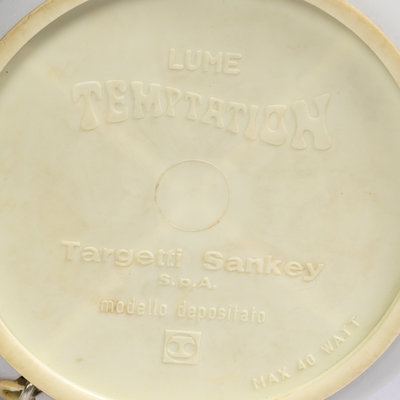 LUME
TEMPTATION
Targetti Sankey
S.p.A.
modello depositato
MAX 40 WATT